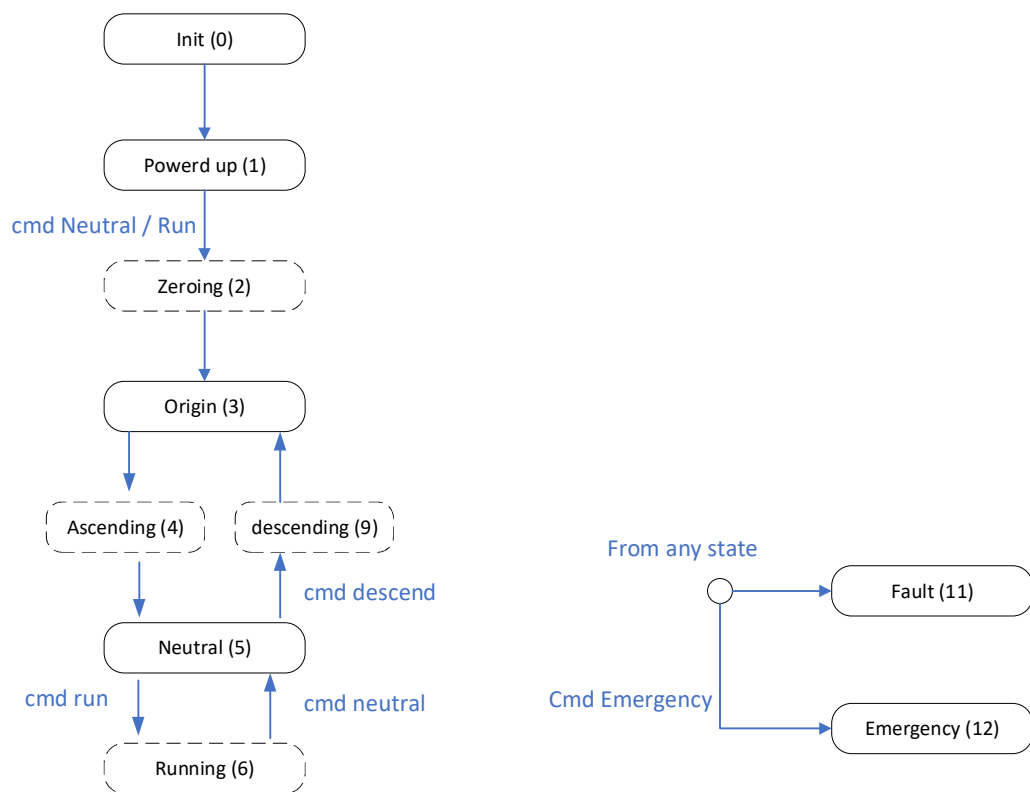 Init (0)
Powerd up (1)
cmd Neutral / Run
Zeroing (2)
Origin (3)
Ascending (4)
descending (9)
cmd descend
Neutral (5)
cmd run
cmd neutral
Running (6)
From any state
Fault (11)
Cmd Emergency
Emergency (12)